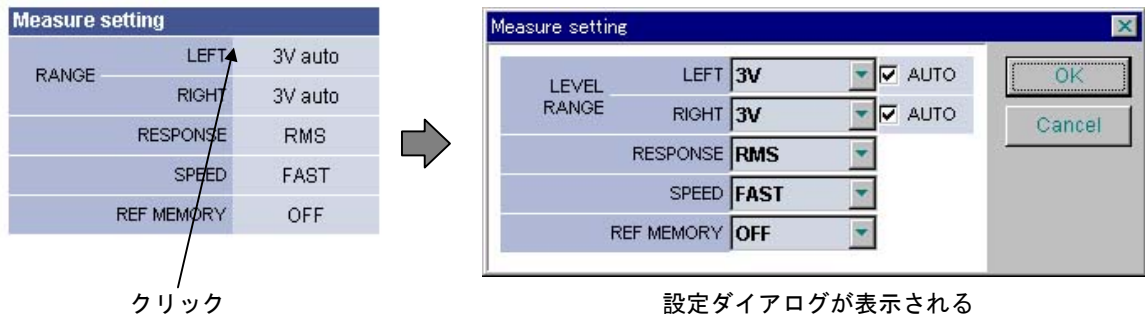 Measure setting
RANGE
LEFT 3V auto
RIGHT 3V auto
RESPONSE RMS
SPEED FAST
REF MEMORY OFF
クリック
Measure setting
LEVEL
RANGE
LEFT 3V AUTO
RIGHT 3V AUTO
RESPONSE RMS
SPEED FAST
REF MEMORY OFF
OK
Cancel
設定ダイアログが表示される